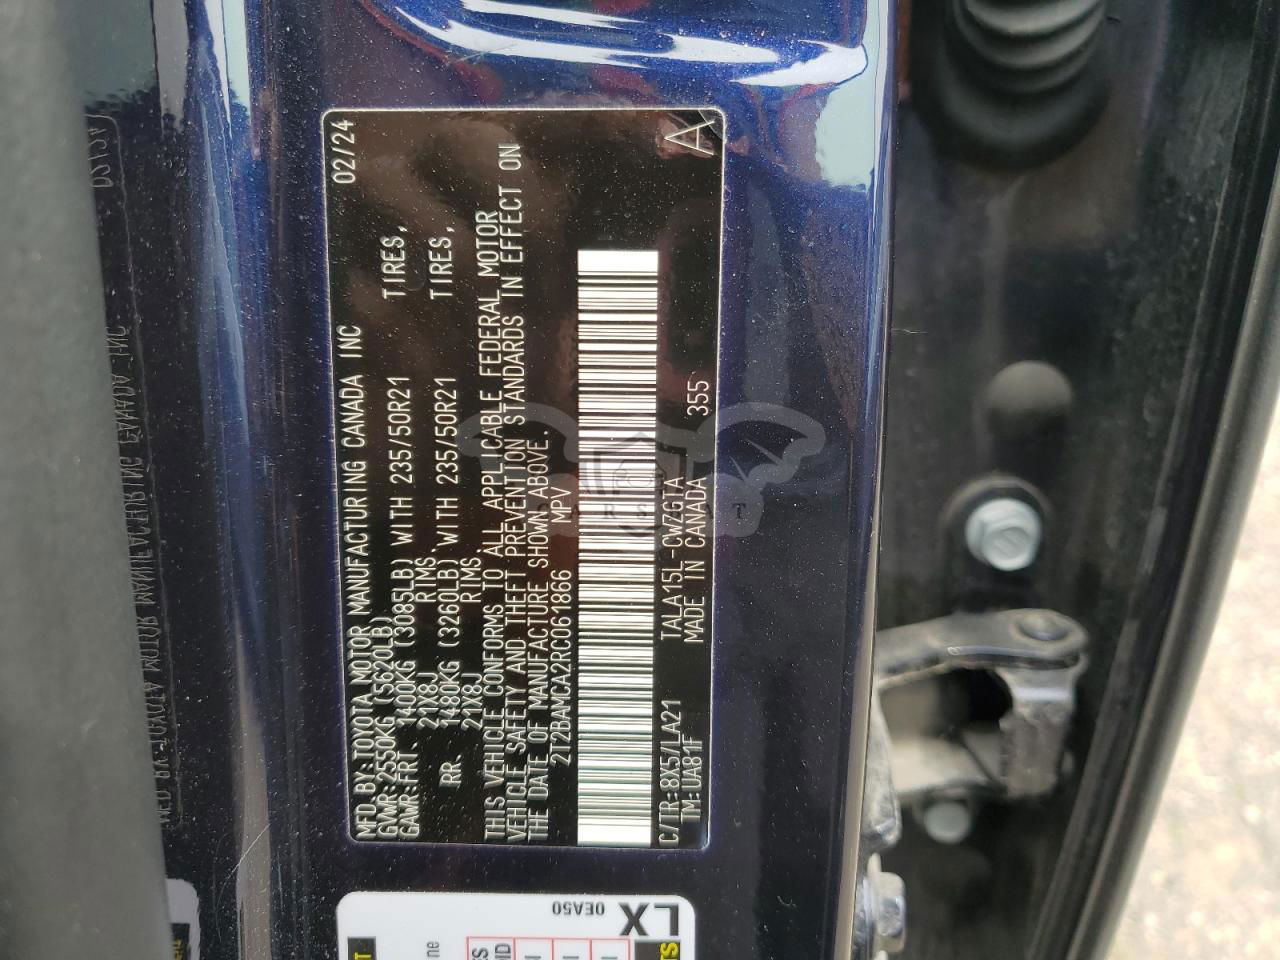 MFD.BY:TOYOTA MOTOR MANUFACTURING CANADA INC 02/24
GVWR:2550KG (5620LB)
GAWR:FRT. 1400KG (3085LB) WITH 235/50R21 TIRES,
21X8J RIMS
RR. 1480KG (3260LB) WITH 235/50R21 TIRES,
21X8J RIMS
THIS VEHICLE CONFORMS TO ALL APPLICABLE FEDERAL MOTOR
VEHICLE SAFETY AND THEFT PREVENTION STANDARDS IN EFFECT ON
THE DATE OF MANUFACTURE SHOWN ABOVE.
2T2BAMCA2RC061866 MPV
C/TR:8X5/LA21 TALA15L-CWZGTA
TM:UA81F MADE IN CANADA 355
A
LX
0EA50